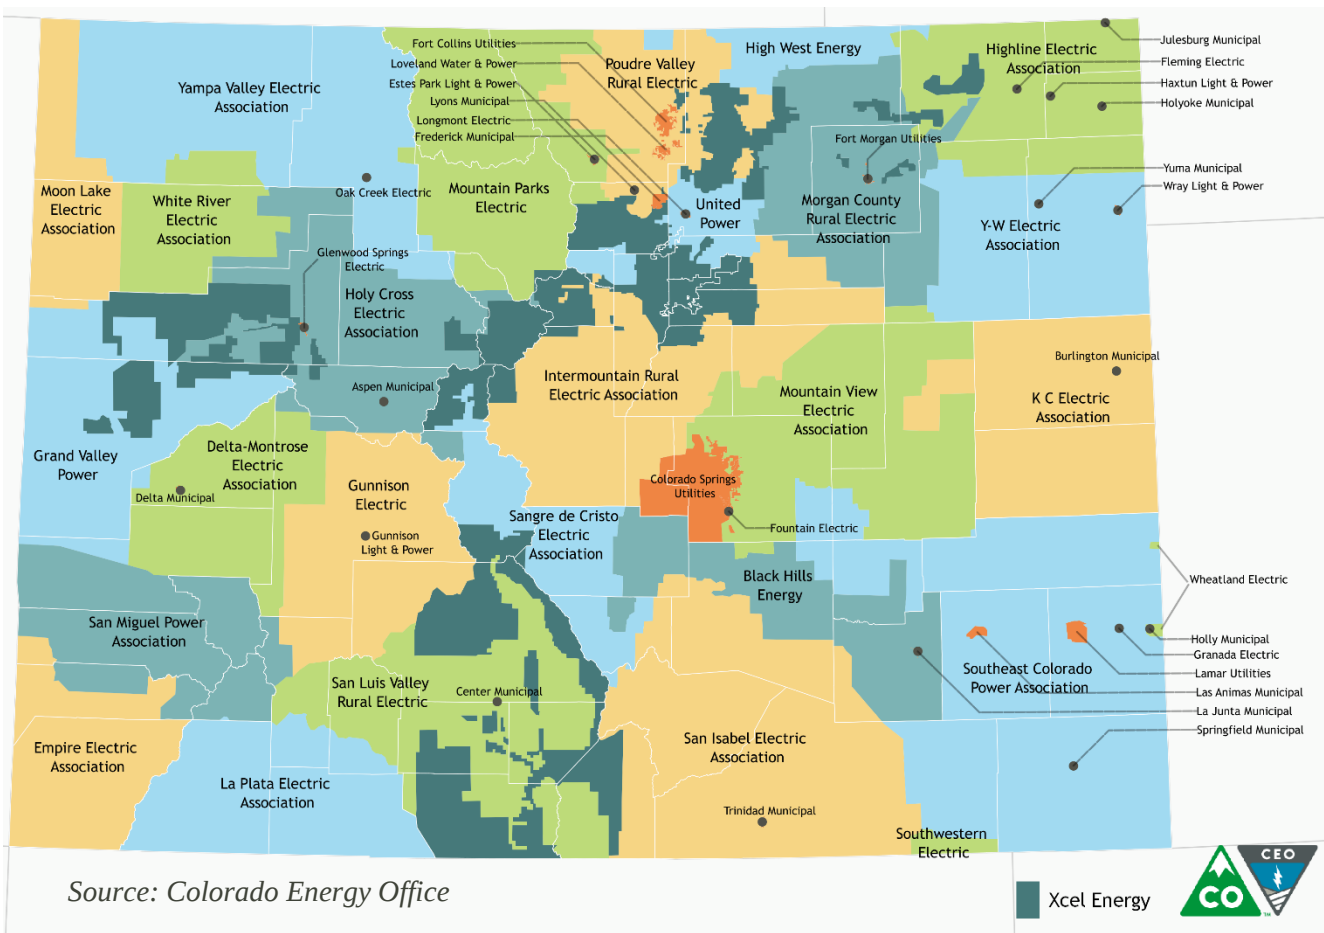 Fort Collins Utilities
Loveland Water & Power
Estes Park Light & Power
Lyons Municipal
Longmont Electric
Frederick Municipal
Poudre Valley
Rural Electric
High West Energy
Highline Electric
Association
Julesburg Municipal
Fleming Electric
Haxtun Light & Power
Holyoke Municipal
Yampa Valley Electric
Association
Fort Morgan Utilities
Yuma Municipal
Wray Light & Power
Moon Lake
Electric
Association
White River
Electric
Association
Oak Creek Electric
Mountain Parks
Electric
United
Power
Morgan County
Rural Electric
Association
Y-W Electric
Association
Glenwood Springs
Electric
Holy Cross
Electric
Association
Aspen Municipal
Intermountain Rural
Electric Association
Mountain View
Electric
Association
Burlington Municipal
K C Electric
Association
Grand Valley
Power
Delta-Montrose
Electric
Association
Delta Municipal
Gunnison
Electric
Gunnison
Light & Power
Colorado Springs
Utilities
Fountain Electric
Sangre de Cristo
Electric
Association
Black Hills
Energy
Wheatland Electric
San Miguel Power
Association
Holly Municipal
Granada Electric
Lamar Utilities
Las Animas Municipal
La Junta Municipal
Springfield Municipal
Southeast Colorado
Power Association
San Luis Valley
Rural Electric
Center Municipal
San Isabel Electric
Association
Empire Electric
Association
La Plata Electric
Association
Trinidad Municipal
Southwestern
Electric
Source: Colorado Energy Office
Xcel Energy
CO
CEO